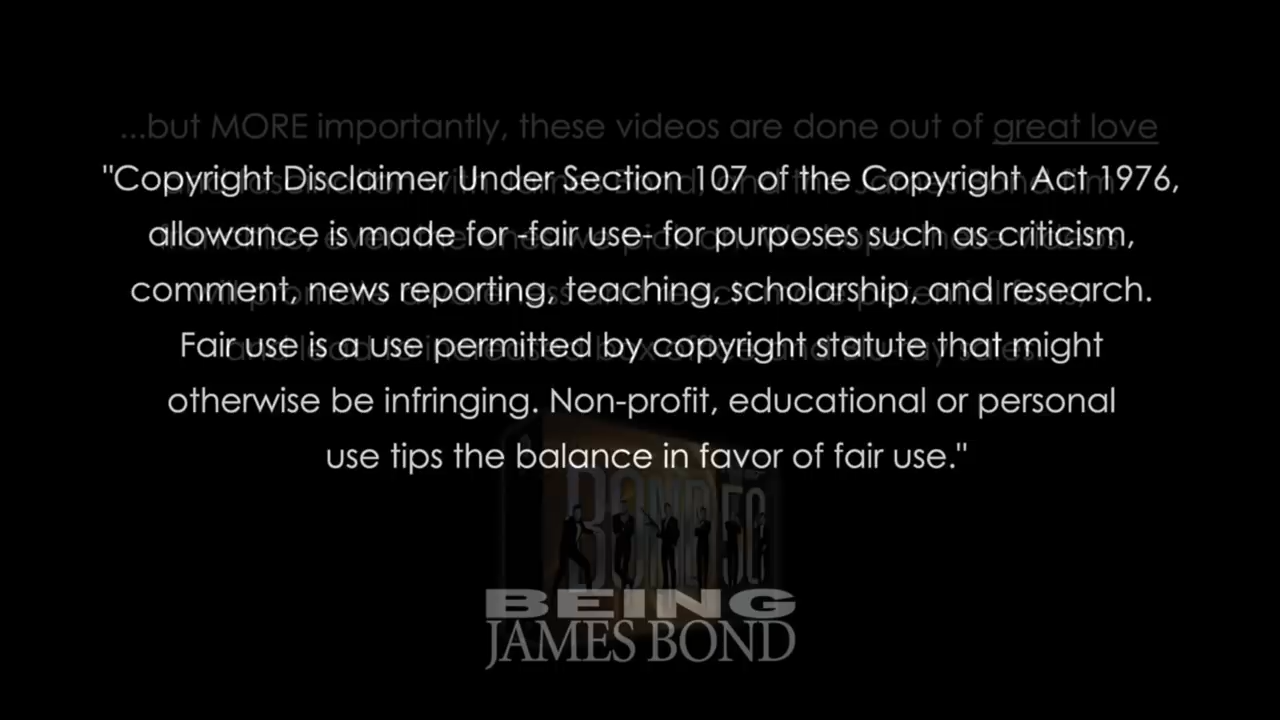 ...but MORE importantly, these videos are done out of great love
"Copyright Disclaimer Under Section 107 of the Copyright Act 1976,
allowance is made for -fair use- for purposes such as criticism,
comment, news reporting, teaching, scholarship, and research.
Fair use is a use permitted by copyright statute that might
otherwise be infringing. Non-profit, educational or personal
use tips the balance in favor of fair use."
BOND 50
BEING
JAMES BOND